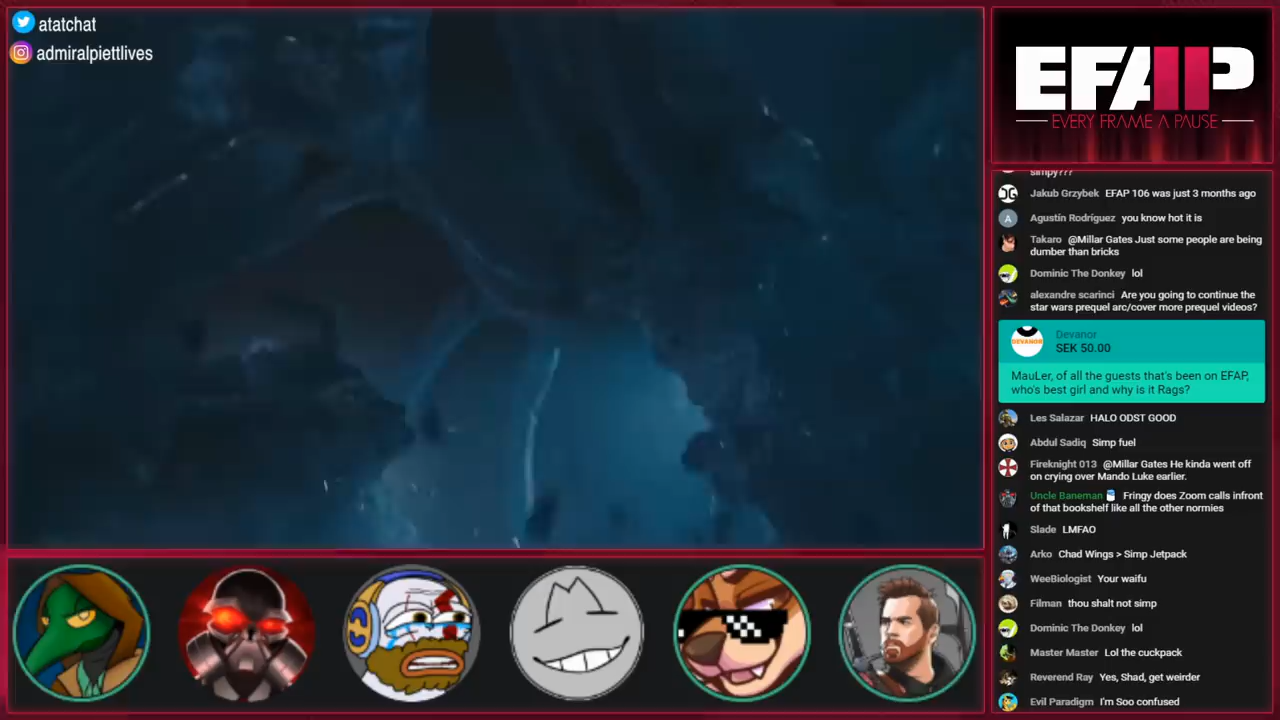 atatchat
admiralpiettlives
EFAP
EVERY FRAME A PAUSE
simpy???
Jakub Grzybek EFAP 106 was just 3 months ago
Agustín Rodríguez you know hot it is
Takaro @Millar Gates Just some people are being
dumber than bricks
Dominic The Donkey lol
alexandre scarinci Are you going to continue the
star wars prequel arc/cover more prequel videos?
DEVANOR
Devanor
SEK 50.00
MauLer, of all the guests that's been on EFAP,
who's best girl and why is it Rags?
Les Salazar HALO ODST GOOD
Abdul Sadiq Simp fuel
Fireknight 013 @Millar Gates He kinda went off
on crying over Mando Luke earlier.
Uncle Baneman Fringy does Zoom calls infront
of that bookshelf like all the other normies
Slade LMFAO
Arko Chad Wings > Simp Jetpack
WeeBiologist Your waifu
Filman thou shalt not simp
Dominic The Donkey lol
Master Master Lol the cuckpack
Reverend Ray Yes, Shad, get weirder
Evil Paradigm I'm Soo confused